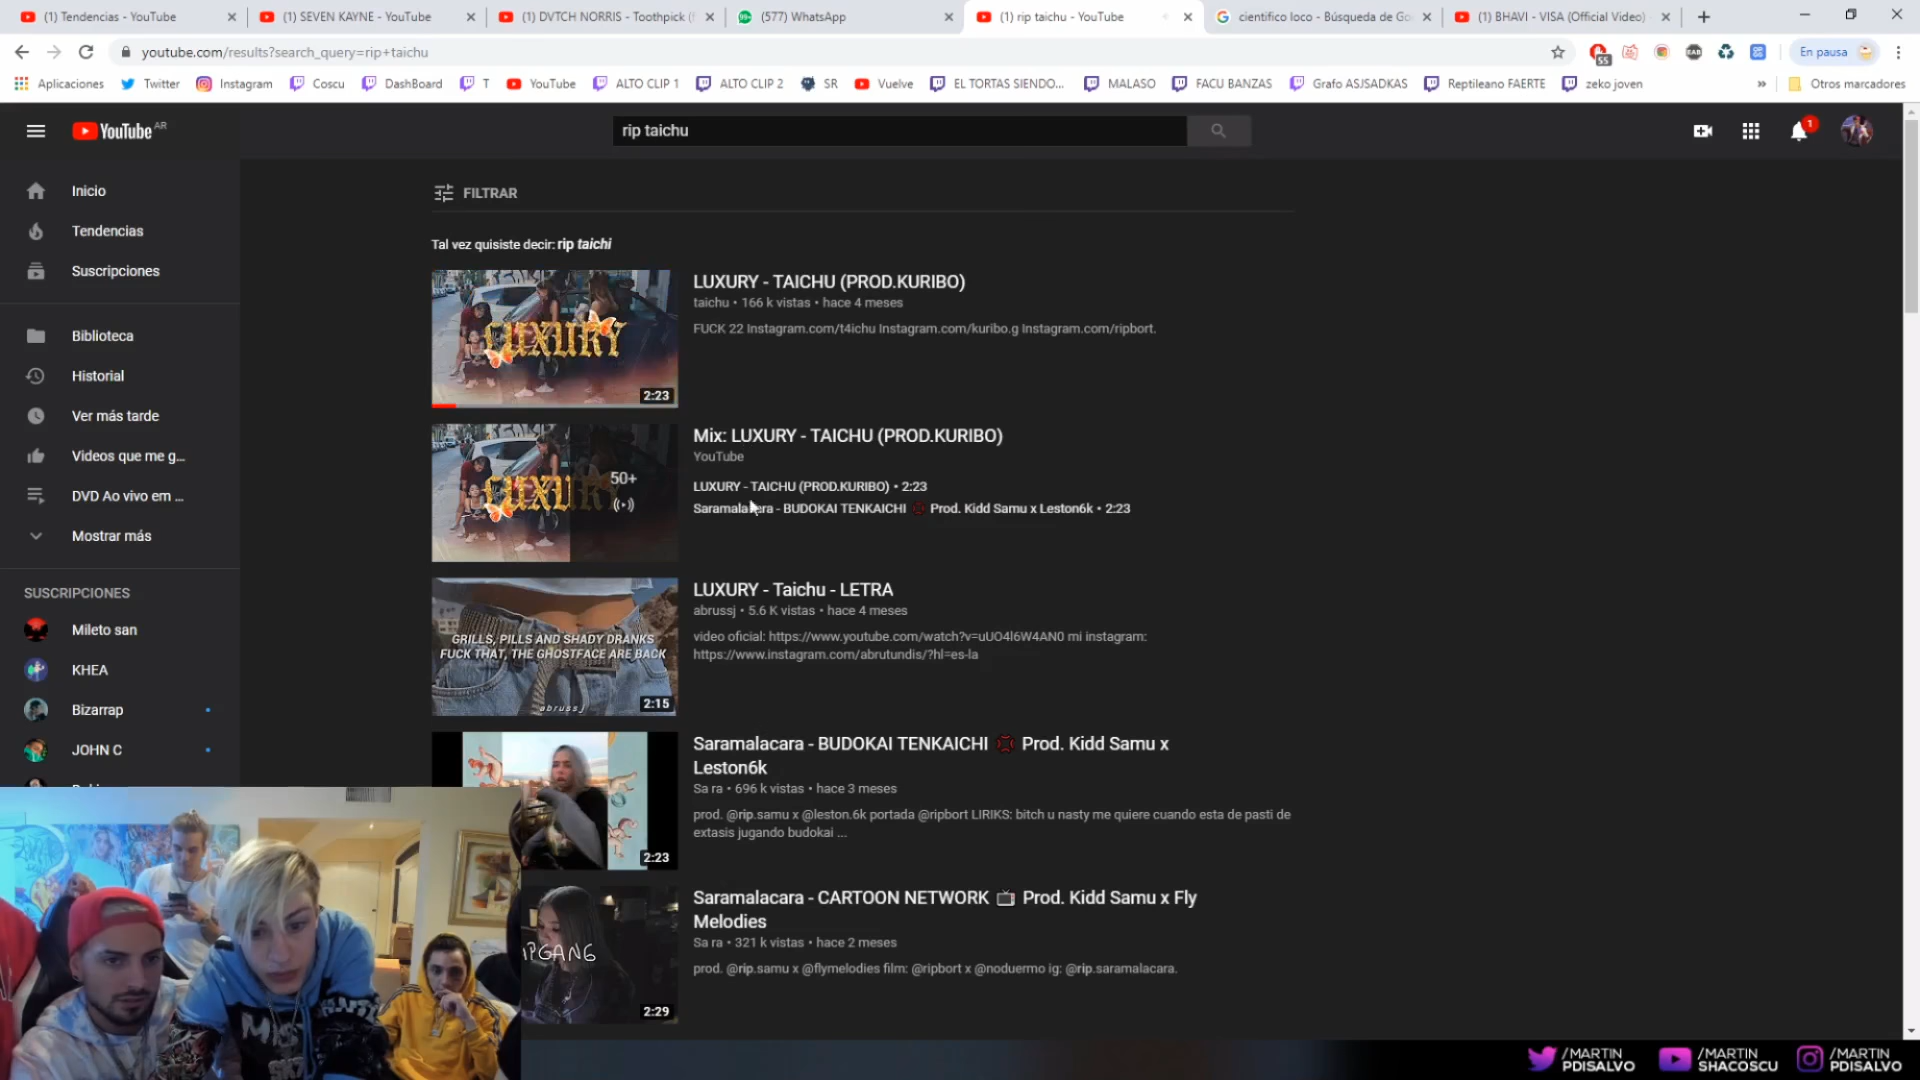 (1) Tendencias - YouTube
(1) SEVEN KAYNE - YouTube
(1) DVTCH NORRIS - Toothpick (
(577) WhatsApp
(1) rip taichu - YouTube
cientifico loco - Búsqueda de Go
(1) BHAVI - VISA (Official Video)
youtube.com/results?search_query=rip+taichu
55
En pausa
Aplicaciones
Twitter
Instagram
Coscu
DashBoard
T
YouTube
ALTO CLIP 1
ALTO CLIP 2
SR
Vuelve
EL TORTAS SIENDO...
MALASO
FACU BANZAS
Grafo ASJSADKAS
Reptileano FAERTE
zeko joven
»
Otros marcadores
YouTube AR
rip taichu
1
Inicio
Tendencias
Suscripciones
Biblioteca
Historial
Ver más tarde
Videos que me g...
DVD Ao vivo em ...
Mostrar más
SUSCRIPCIONES
Mileto san
KHEA
Bizarrap
JOHN C
FILTRAR
Tal vez quisiste decir: rip taichi
LUXURY
2:23
LUXURY - TAICHU (PROD.KURIBO)
taichu • 166 k vistas • hace 4 meses
FUCK 22 Instagram.com/t4ichu Instagram.com/kuribo.g Instagram.com/ripbort.
50+
Mix: LUXURY - TAICHU (PROD.KURIBO)
YouTube
LUXURY - TAICHU (PROD.KURIBO) • 2:23
Saramalacara - BUDOKAI TENKAICHI 💢 Prod. Kidd Samu x Leston6k • 2:23
GRILLS, PILLS AND SHADY DRANKS
FUCK THAT, THE GHOSTFACE ARE BACK
abrussj
2:15
LUXURY - Taichu - LETRA
abrussj • 5.6 K vistas • hace 4 meses
video oficial: https://www.youtube.com/watch?v=uUO4l6W4AN0 mi instagram:
https://www.instagram.com/abrutundis/?hl=es-la
2:23
Saramalacara - BUDOKAI TENKAICHI 💢 Prod. Kidd Samu x
Leston6k
Sa ra • 696 k vistas • hace 3 meses
prod. @rip.samu x @leston.6k portada @ripbort LIRIKS: bitch u nasty me quiere cuando esta de pasti de
extasis jugando budokai ...
IPGANG
2:29
Saramalacara - CARTOON NETWORK 📺 Prod. Kidd Samu x Fly
Melodies
Sa ra • 321 k vistas • hace 2 meses
prod. @rip.samu x @flymelodies film: @ripbort x @noduermo ig: @rip.saramalacara.
/MARTIN
PDISALVO
/MARTIN
SHACOSCU
/MARTIN
PDISALVO